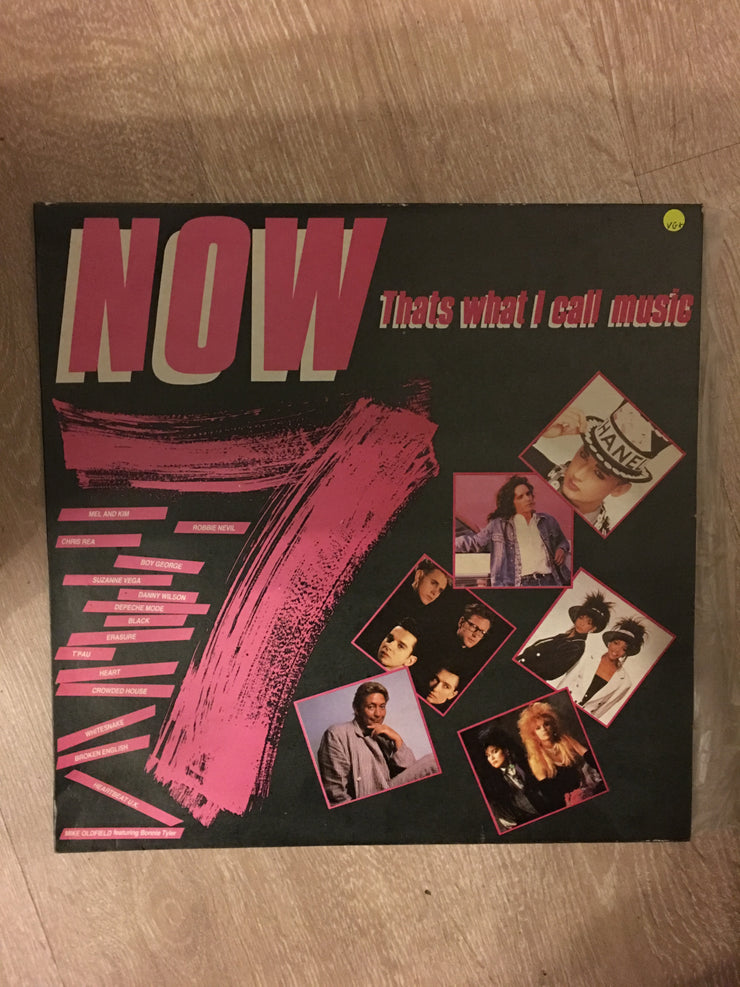 NOW
VG+
Thats what I call music
7
MEL AND KIM
ROBBIE NEVIL
CHRIS REA
BOY GEORGE
SUZANNE VEGA
DANNY WILSON
DEPECHE MODE
BLACK
ERASURE
T'PAU
HEART
CROWDED HOUSE
WHITESNAKE
BROKEN ENGLISH
HEARTBEAT U.K.
MIKE OLDFIELD featuring Bonnie Tyler
HANEL